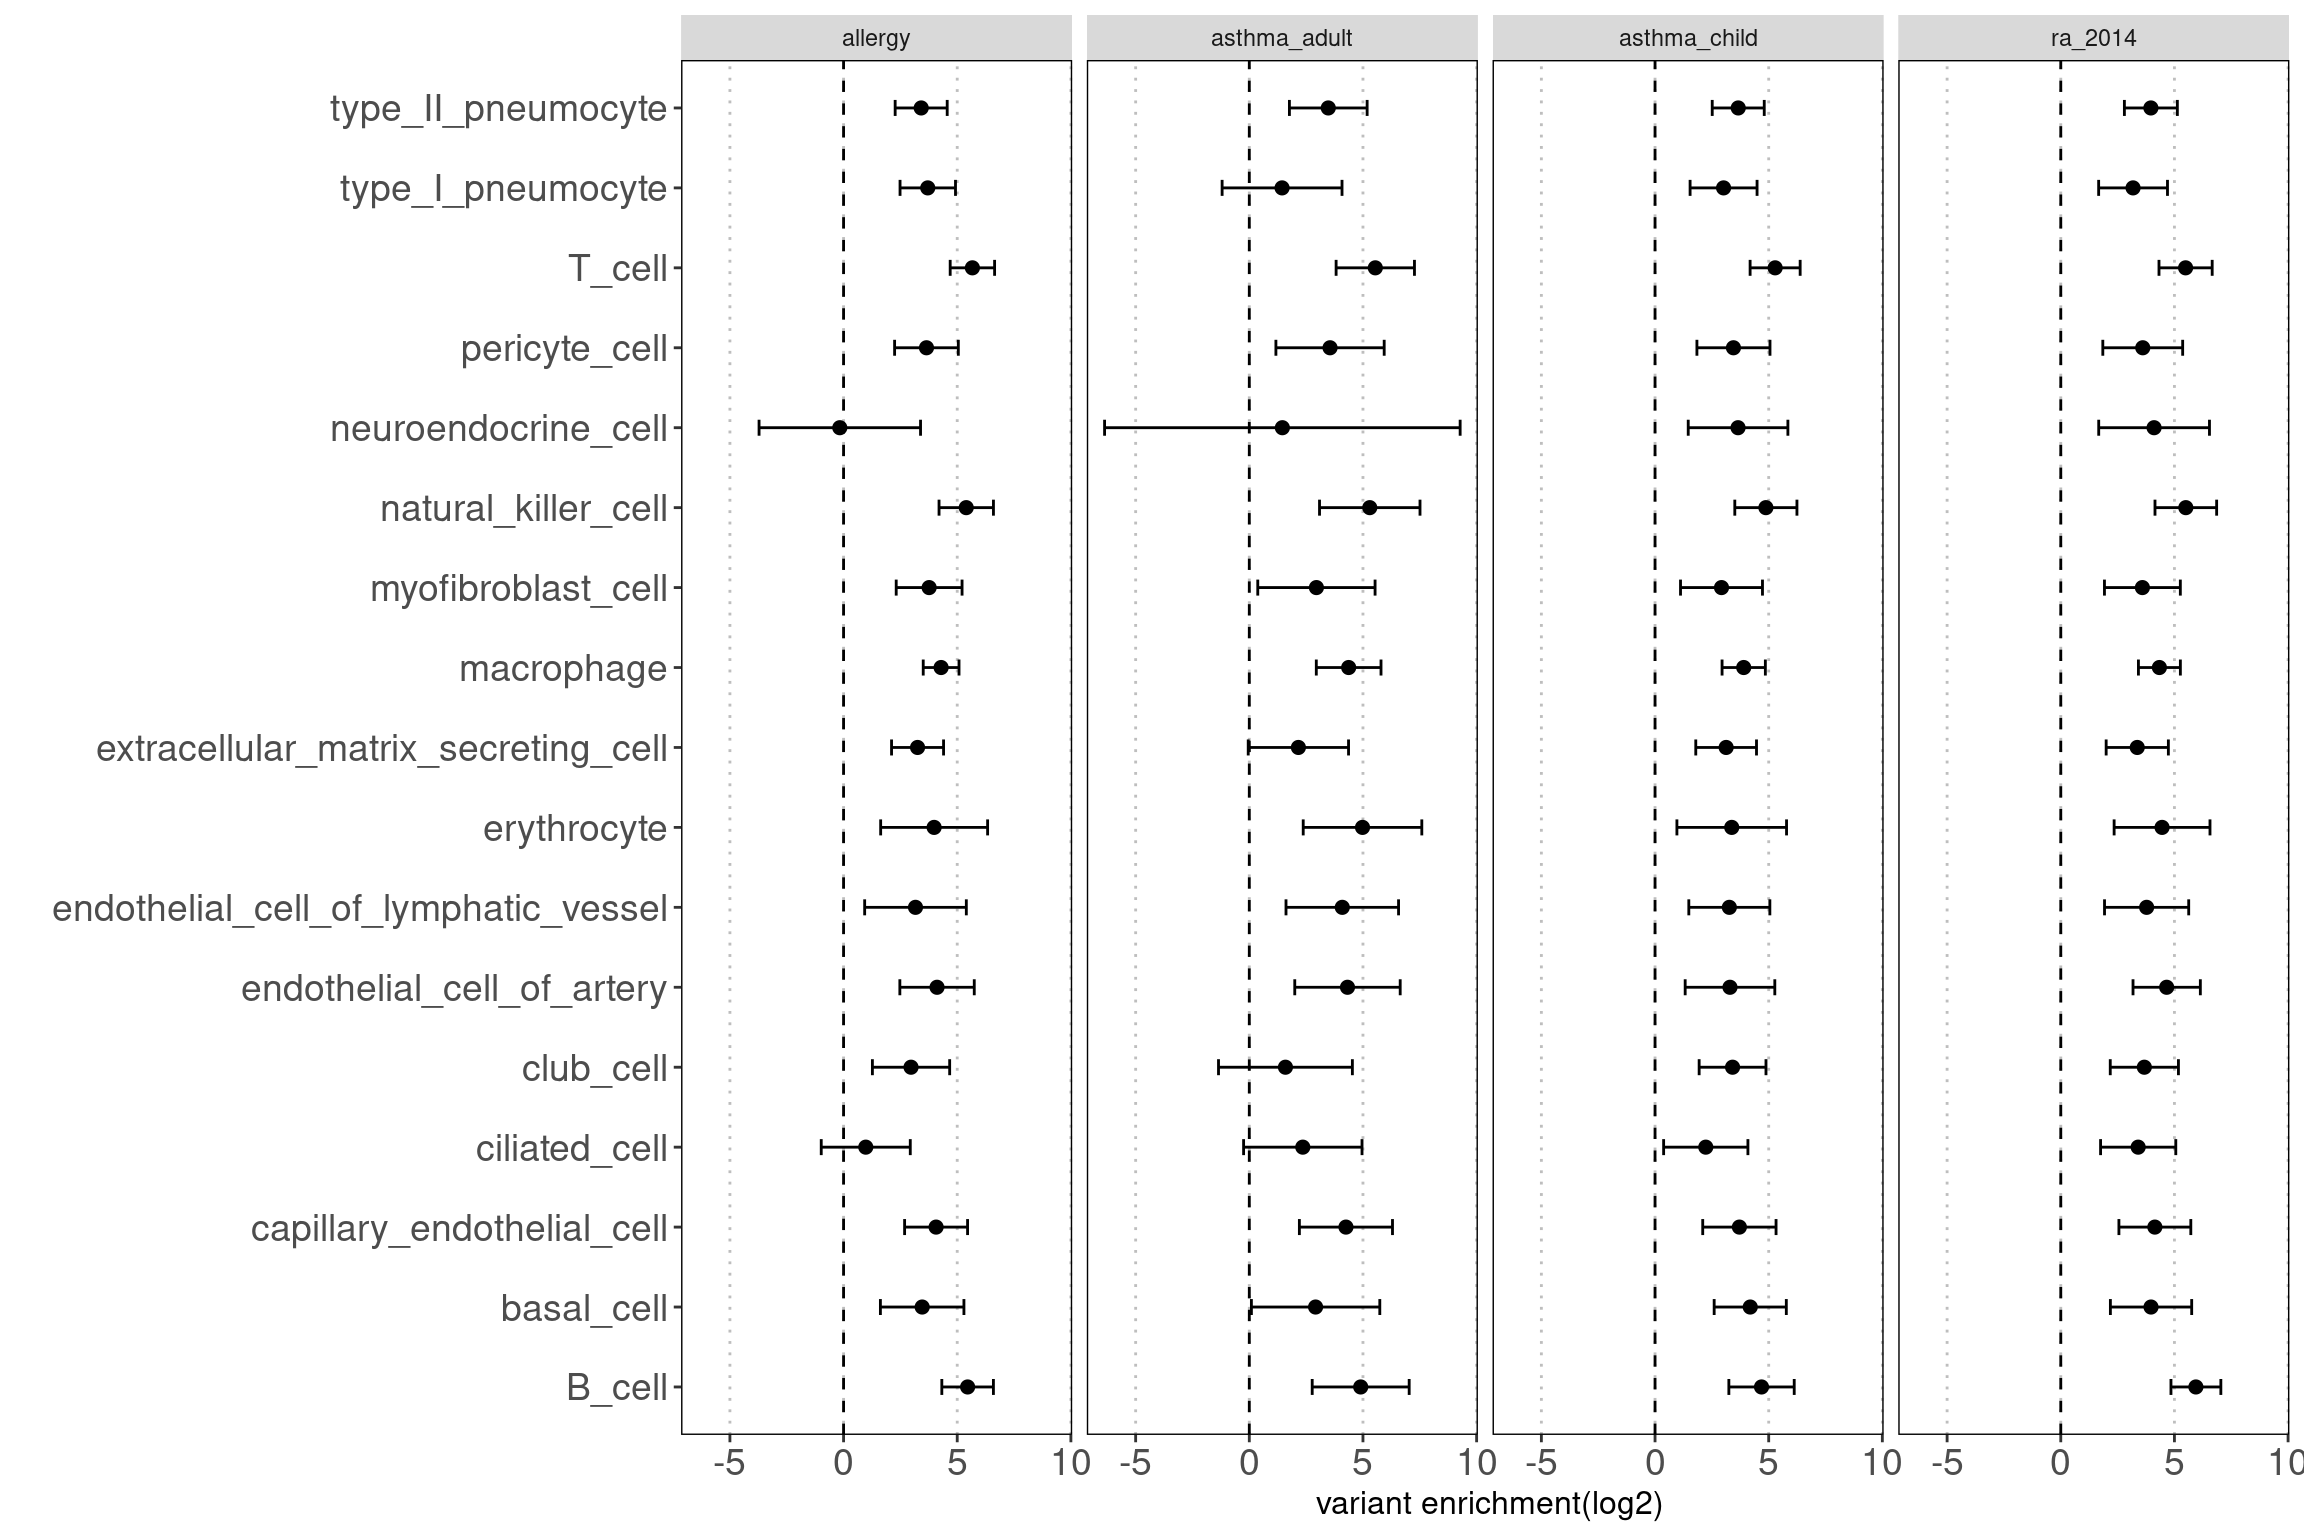 allergy asthma_adult asthma_child ra_2014
type_II_pneumocyte
type_I_pneumocyte
T_cell
pericyte_cell
neuroendocrine_cell
natural_killer_cell
myofibroblast_cell
macrophage
extracellular_matrix_secreting_cell
erythrocyte
endothelial_cell_of_lymphatic_vessel
endothelial_cell_of_artery
club_cell
ciliated_cell
capillary_endothelial_cell
basal_cell
B_cell
-5 0 5 10 -5 0 5 10 -5 0 5 10 -5 0 5 10
variant enrichment(log2)